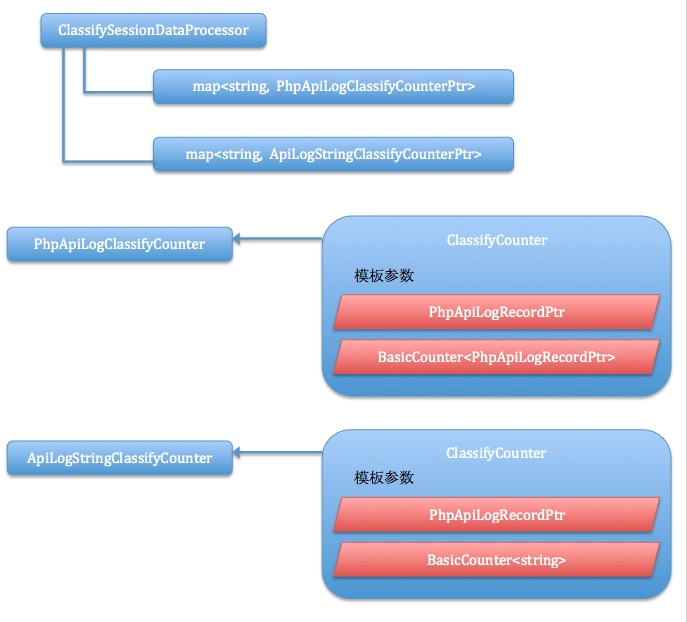 ClassifySessionDataProcessor
map<string, PhpApiLogClassifyCounterPtr>
map<string, ApiLogStringClassifyCounterPtr>
PhpApiLogClassifyCounter
ClassifyCounter
模板参数
PhpApiLogRecordPtr
BasicCounter<PhpApiLogRecordPtr>
ApiLogStringClassifyCounter
ClassifyCounter
模板参数
PhpApiLogRecordPtr
BasicCounter<string>